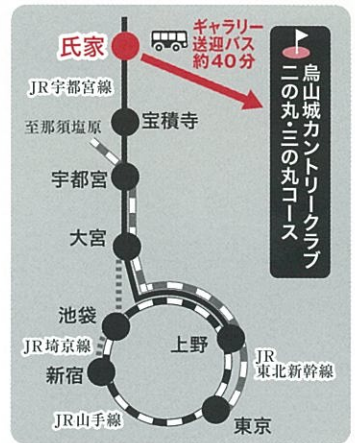 氏家
ギャラリー
送迎バス
約40分
烏山城カントリークラブ
二の丸・三の丸コース
JR宇都宮線
宝積寺
至那須塩原
宇都宮
大宮
池袋
上野
JR埼京線
JR
東北新幹線
新宿
JR山手線
東京